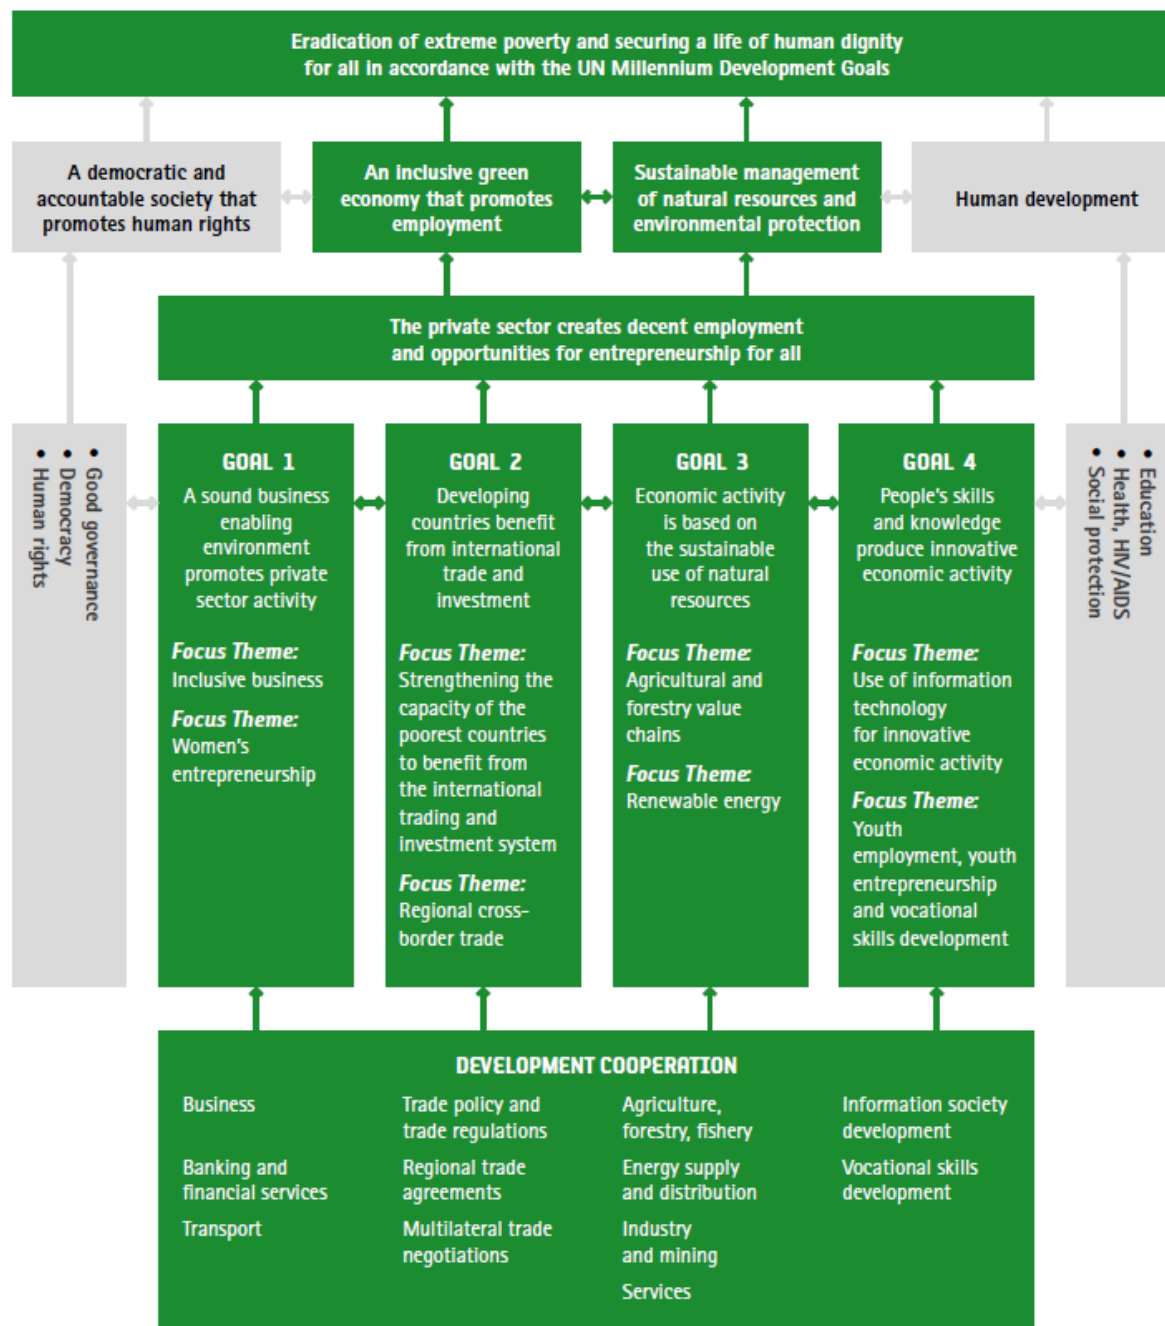 Eradication of extreme poverty and securing a life of human dignity
for all in accordance with the UN Millennium Development Goals
A democratic and
accountable society that
promotes human rights
An inclusive green
economy that promotes
employment
Sustainable management
of natural resources and
environmental protection
Human development
The private sector creates decent employment
and opportunities for entrepreneurship for all
• Good governance
• Democracy
• Human rights
GOAL 1
A sound business
enabling
environment
promotes private
sector activity
Focus Theme:
Inclusive business
Focus Theme:
Women's
entrepreneurship
GOAL 2
Developing
countries benefit
from international
trade and
investment
Focus Theme:
Strengthening the
capacity of the
poorest countries
to benefit from
the international
trading and
investment system
Focus Theme:
Regional cross-
border trade
GOAL 3
Economic activity
is based on
the sustainable
use of natural
resources
Focus Theme:
Agricultural and
forestry value
chains
Focus Theme:
Renewable energy
GOAL 4
People's skills
and knowledge
produce innovative
economic activity
Focus Theme:
Use of information
technology
for innovative
economic activity
Focus Theme:
Youth
employment, youth
entrepreneurship
and vocational
skills development
• Education
• Health, HIV/AIDS
• Social protection
DEVELOPMENT COOPERATION
Business
Banking and
financial services
Transport
Trade policy and
trade regulations
Regional trade
agreements
Multilateral trade
negotiations
Agriculture,
forestry, fishery
Energy supply
and distribution
Industry
and mining
Services
Information society
development
Vocational skills
development